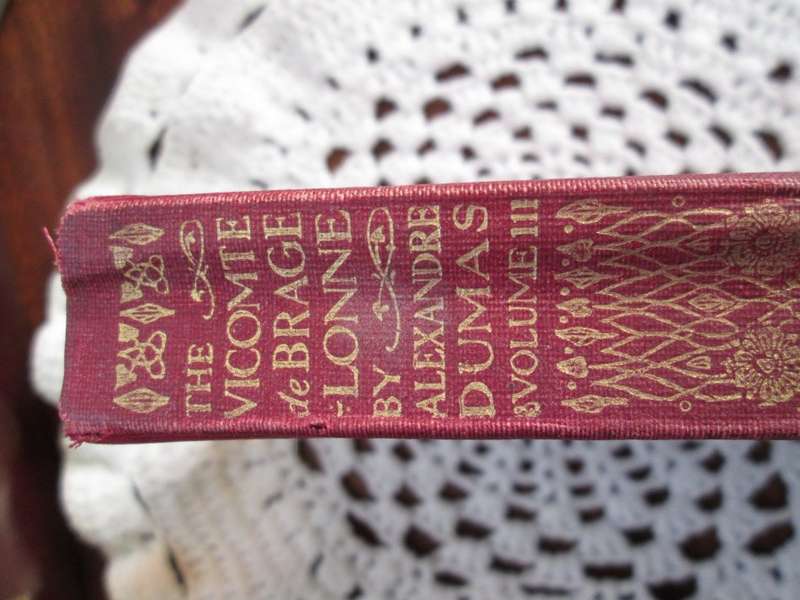 THE
VICOMTE
de BRAGE
-LONNE
BY
ALEXANDRE
DUMAS
VOLUME III